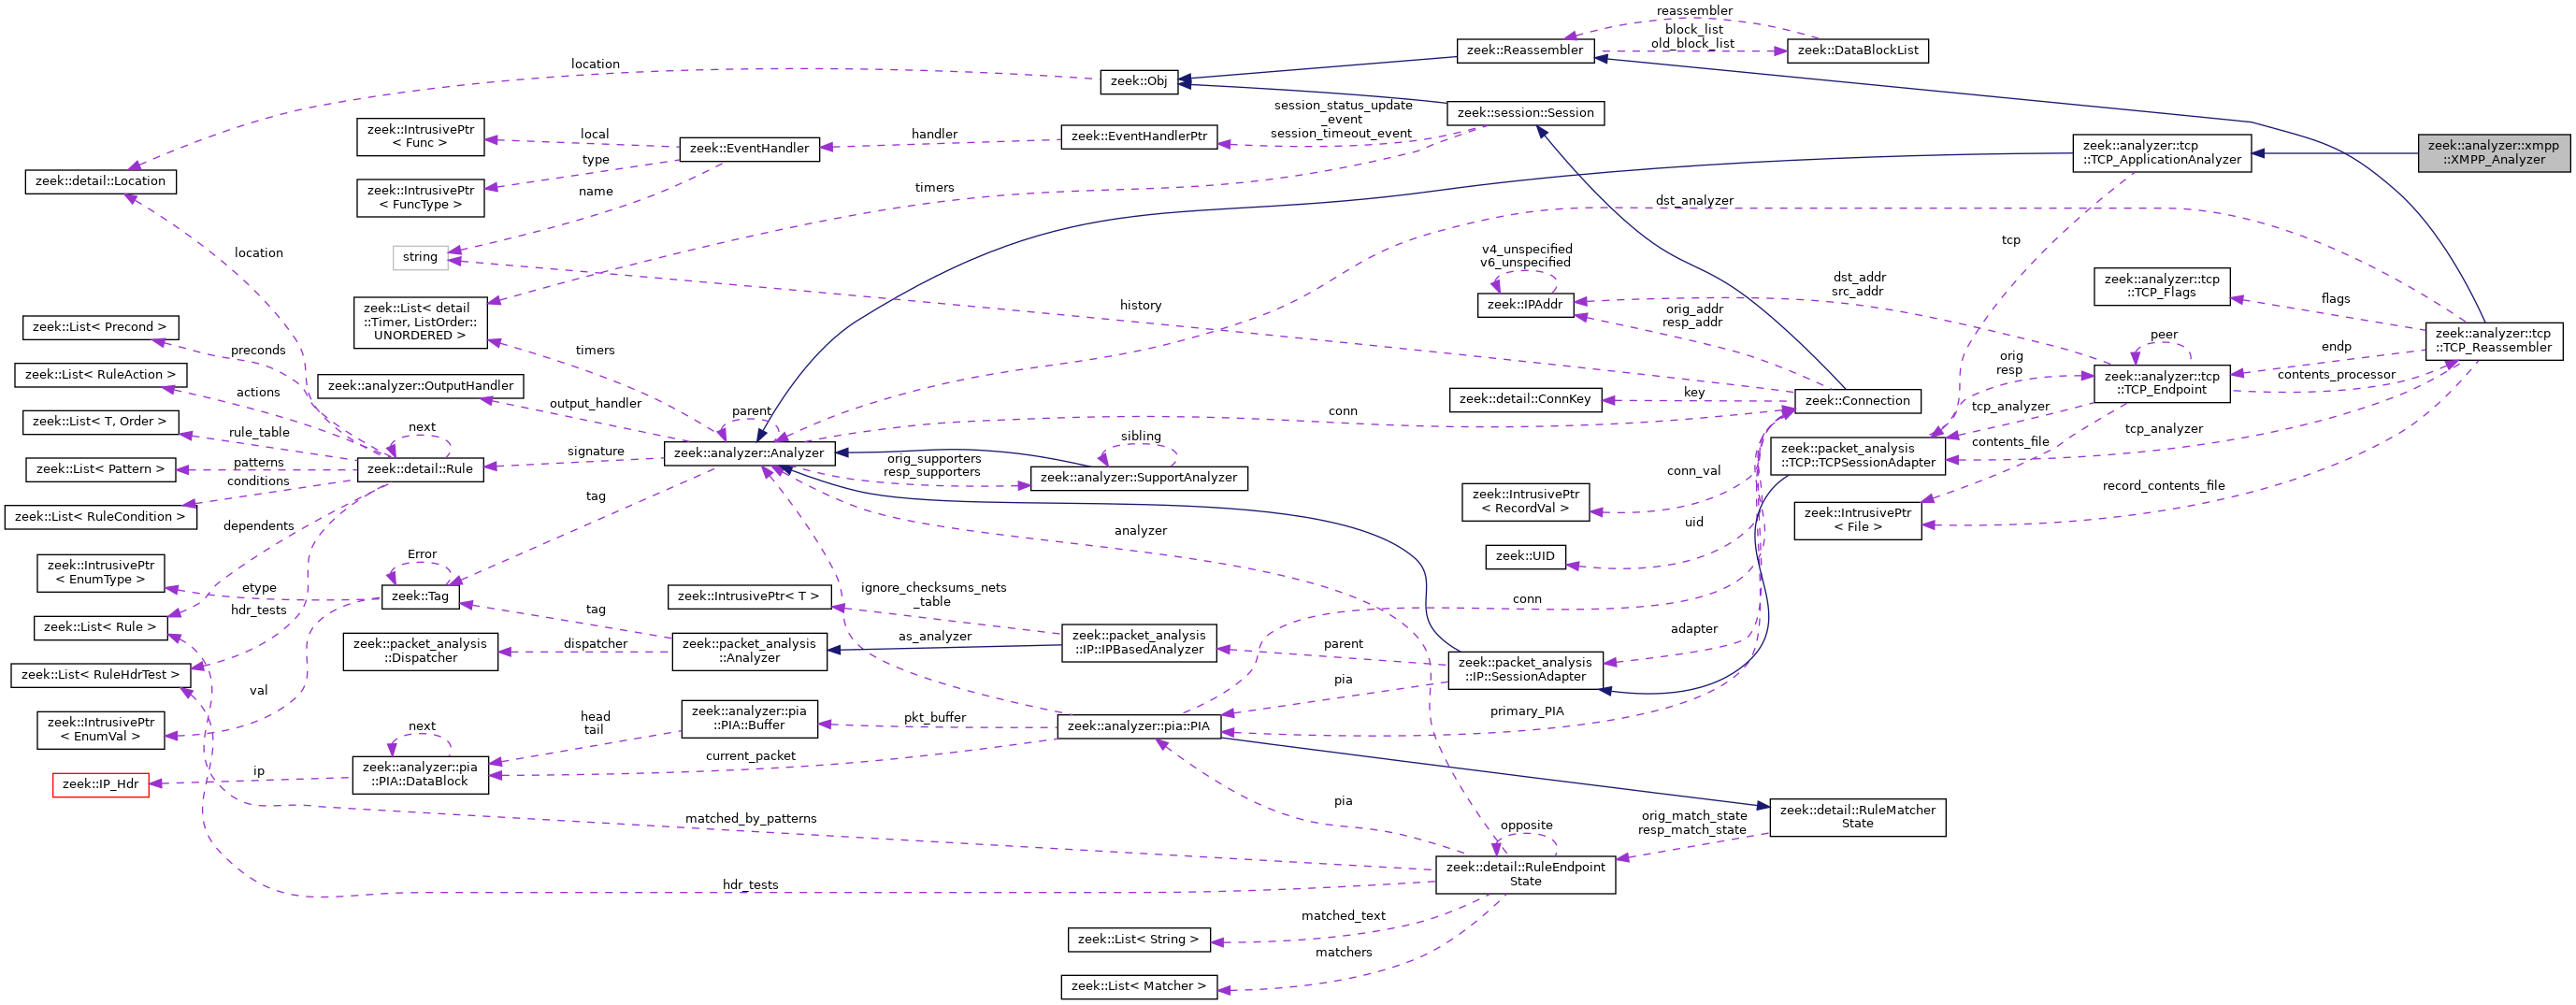 reassembler
block_list
old_block_list
zeek::Reassembler
zeek::DataBlockList
location
zeek::Obj
zeek::session::Session
session_status_update
_event
session_timeout_event
zeek::IntrusivePtr
< Func >
local
zeek::EventHandler
handler
zeek::EventHandlerPtr
type
name
zeek::IntrusivePtr
< FuncType >
zeek::detail::Location
timers
dst_analyzer
zeek::analyzer::tcp
::TCP_ApplicationAnalyzer
zeek::analyzer::xmpp
::XMPP_Analyzer
string
location
tcp
v4_unspecified
v6_unspecified
zeek::IPAddr
dst_addr
src_addr
zeek::analyzer::tcp
::TCP_Flags
flags
zeek::List< detail
::Timer, ListOrder::
UNORDERED >
history
orig_addr
resp_addr
zeek::List< Precond >
preconds
timers
peer
endp
zeek::analyzer::tcp
::TCP_Reassembler
orig
resp
zeek::analyzer::tcp
::TCP_Endpoint
contents_processor
zeek::List< RuleAction >
actions
zeek::analyzer::OutputHandler
output_handler
parent
conn
zeek::detail::ConnKey
key
zeek::Connection
tcp_analyzer
zeek::List< T, Order >
rule_table
next
signature
zeek::analyzer::Analyzer
sibling
tcp_analyzer
contents_file
zeek::packet_analysis
::TCP::TCPSessionAdapter
zeek::List< Pattern >
patterns
conditions
zeek::detail::Rule
orig_supporters
resp_supporters
zeek::analyzer::SupportAnalyzer
conn_val
record_contents_file
zeek::List< RuleCondition >
dependents
tag
zeek::IntrusivePtr
< RecordVal >
zeek::IntrusivePtr
< File >
analyzer
uid
zeek::UID
Error
zeek::IntrusivePtr
< EnumType >
etype
hdr_tests
zeek::Tag
zeek::IntrusivePtr< T >
ignore_checksums_nets
_table
conn
tag
zeek::List< Rule >
as_analyzer
adapter
zeek::packet_analysis
::Dispatcher
dispatcher
zeek::packet_analysis
::Analyzer
zeek::packet_analysis
::IP::IPBasedAnalyzer
parent
zeek::packet_analysis
::IP::SessionAdapter
zeek::List< RuleHdrTest >
val
pia
primary_PIA
zeek::IntrusivePtr
< EnumVal >
next
head
tail
zeek::analyzer::pia
::PIA::Buffer
pkt_buffer
zeek::analyzer::pia::PIA
current_packet
zeek::IP_Hdr
ip
zeek::analyzer::pia
::PIA::DataBlock
pia
zeek::detail::RuleMatcher
State
orig_match_state
resp_match_state
matched_by_patterns
opposite
zeek::detail::RuleEndpoint
State
hdr_tests
matched_text
zeek::List< String >
matchers
zeek::List< Matcher >